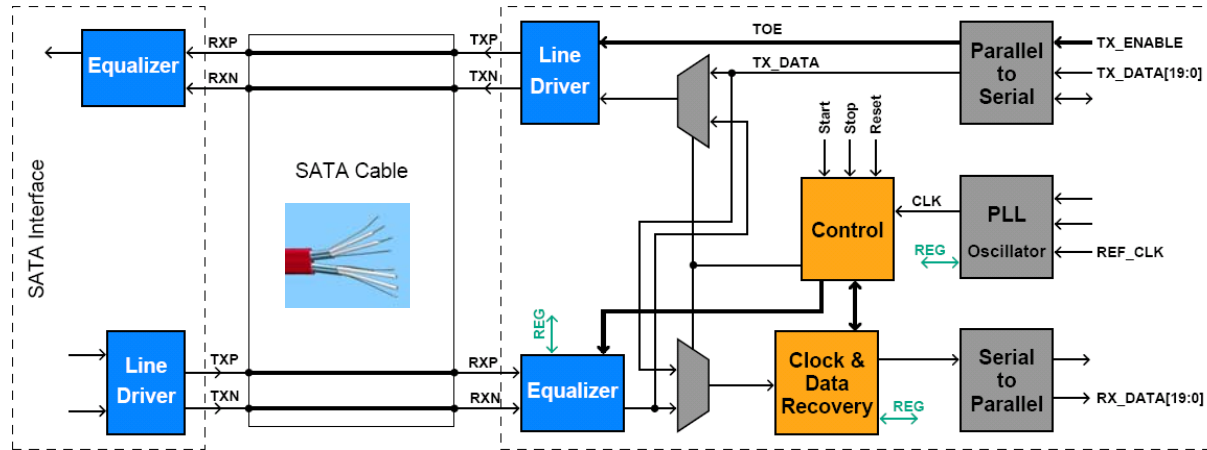 SATA Interface
Equalizer
RXP
RXN
SATA Cable
TXP
TXN
Line
Driver
TOE
TX_DATA
Parallel
to
Serial
TX_ENABLE
TX_DATA[19:0]
Start
Stop
Reset
Control
CLK
PLL
Oscillator
REG
REF_CLK
Line
Driver
TXP
TXN
RXP
RXN
REG
Equalizer
Clock &
Data
Recovery
REG
Serial
to
Parallel
RX_DATA[19:0]